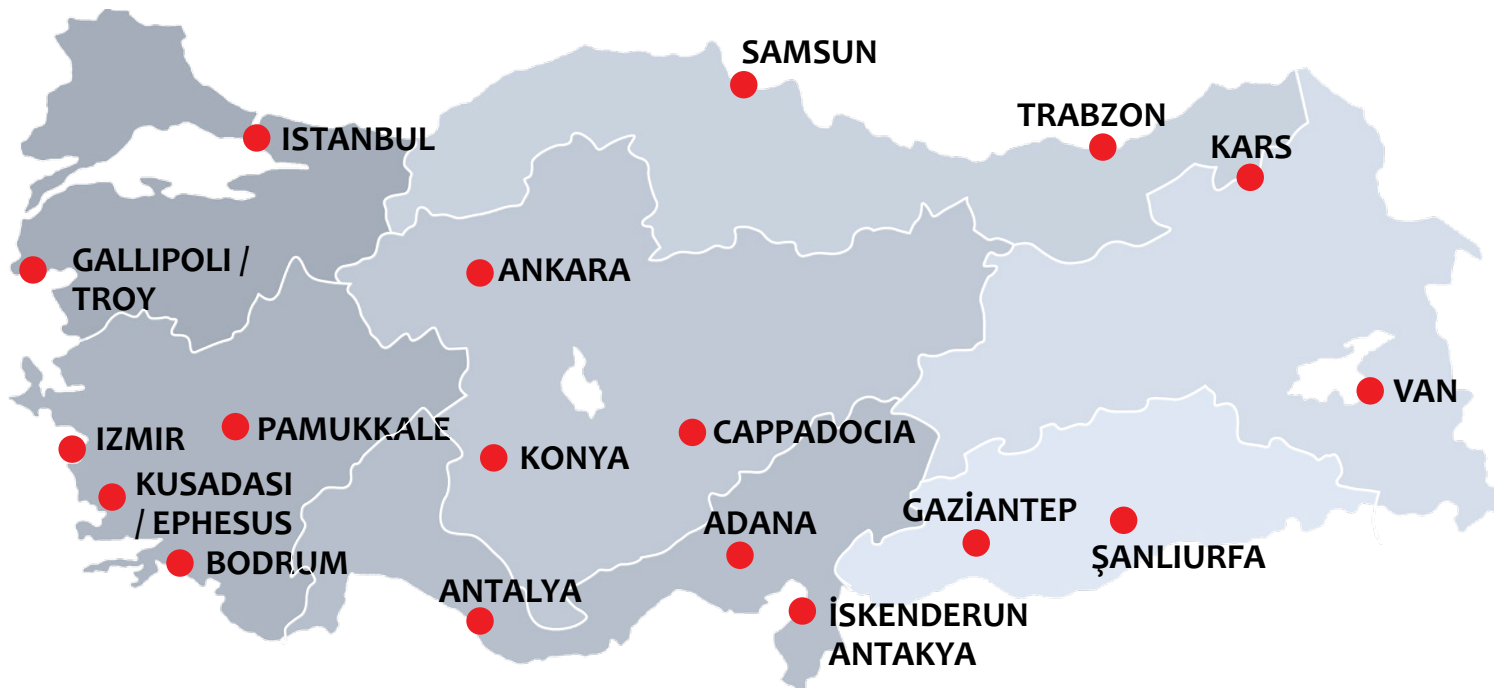 SAMSUN
TRABZON
ISTANBUL
KARS
GALLIPOLI /
TROY
ANKARA
VAN
IZMIR
PAMUKKALE
CAPPADOCIA
KONYA
KUSADASI
/ EPHESUS
GAZİANTEP
ADANA
ŞANLIURFA
BODRUM
ANTALYA
İSKENDERUN
ANTAKYA